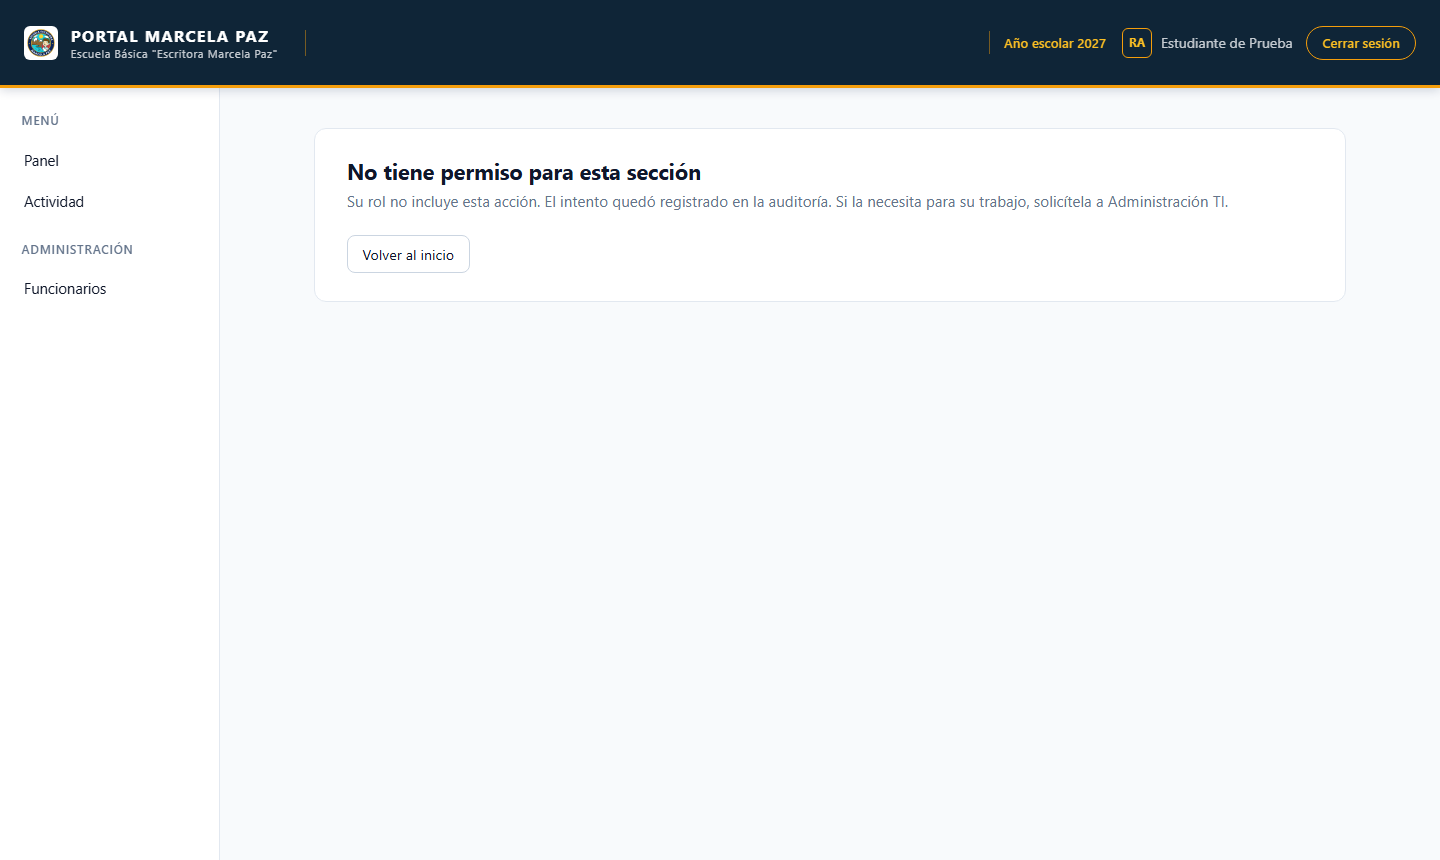 PORTAL MARCELA PAZ
Escuela Básica "Escritora Marcela Paz"
Año escolar 2027
RA
Estudiante de Prueba
Cerrar sesión
MENÚ
Panel
Actividad
ADMINISTRACIÓN
Funcionarios
No tiene permiso para esta sección
Su rol no incluye esta acción. El intento quedó registrado en la auditoría. Si la necesita para su trabajo, solicítela a Administración TI.
Volver al inicio